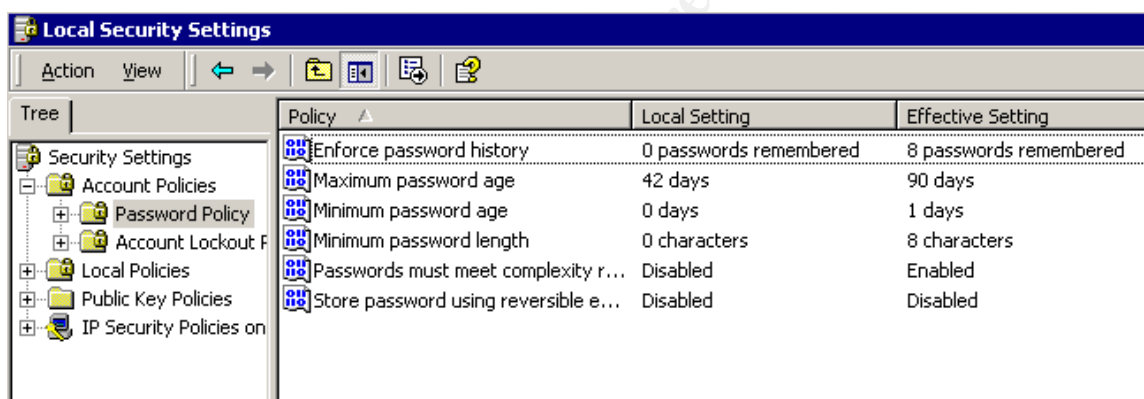 Local Security Settings
Action View
Tree
Policy Local Setting Effective Setting
Security Settings
Account Policies
Password Policy
Account Lockout P
Local Policies
Public Key Policies
IP Security Policies on
Enforce password history 0 passwords remembered 8 passwords remembered
Maximum password age 42 days 90 days
Minimum password age 0 days 1 days
Minimum password length 0 characters 8 characters
Passwords must meet complexity r... Disabled Enabled
Store password using reversible e... Disabled Disabled